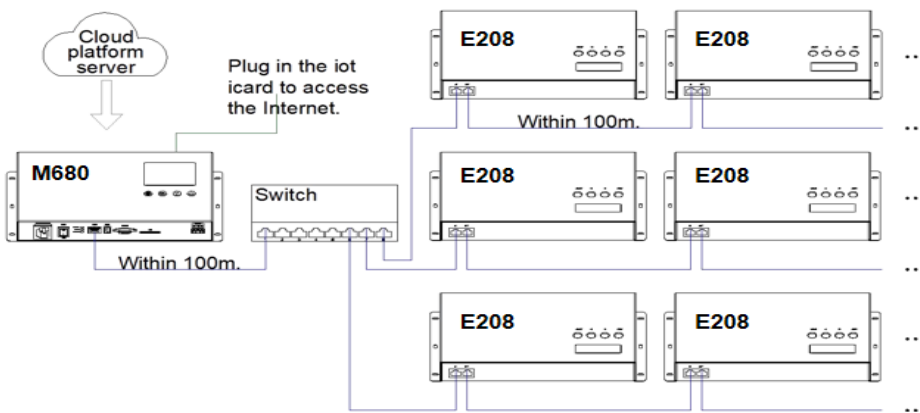 Cloud
platform
server
Plug in the iot
icard to access
the Internet.
M680
Switch
Within 100m.
E208
E208
Within 100m.
E208
E208
E208
E208